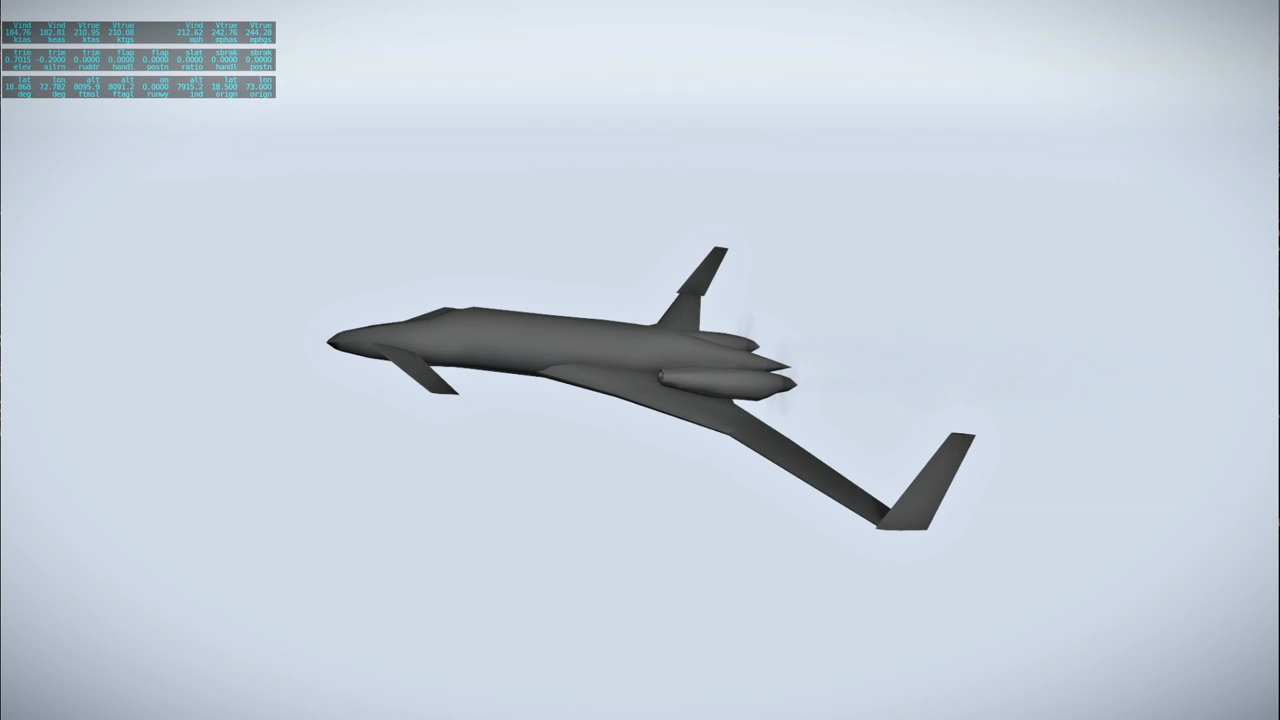 Vind Vind Vtrue Vtrue Vind Vtrue Vtrue
184.76 182.81 210.95 210.08 212.62 242.76 244.28
kias keas ktas ktgs mph mphas mphgs
trim trim trim flap flap slat sbrak sbrak
0.7015 -0.2000 0.0000 0.0000 0.0000 0.0000 0.0000 0.0000
elev ailrn ruddr handl postn ratio handl postn
lat lon alt alt on alt lat lon
18.868 72.782 8095.9 8091.2 0.0000 7915.2 18.500 73.000
deg deg ftmsl ftagl runwy ind orign orign